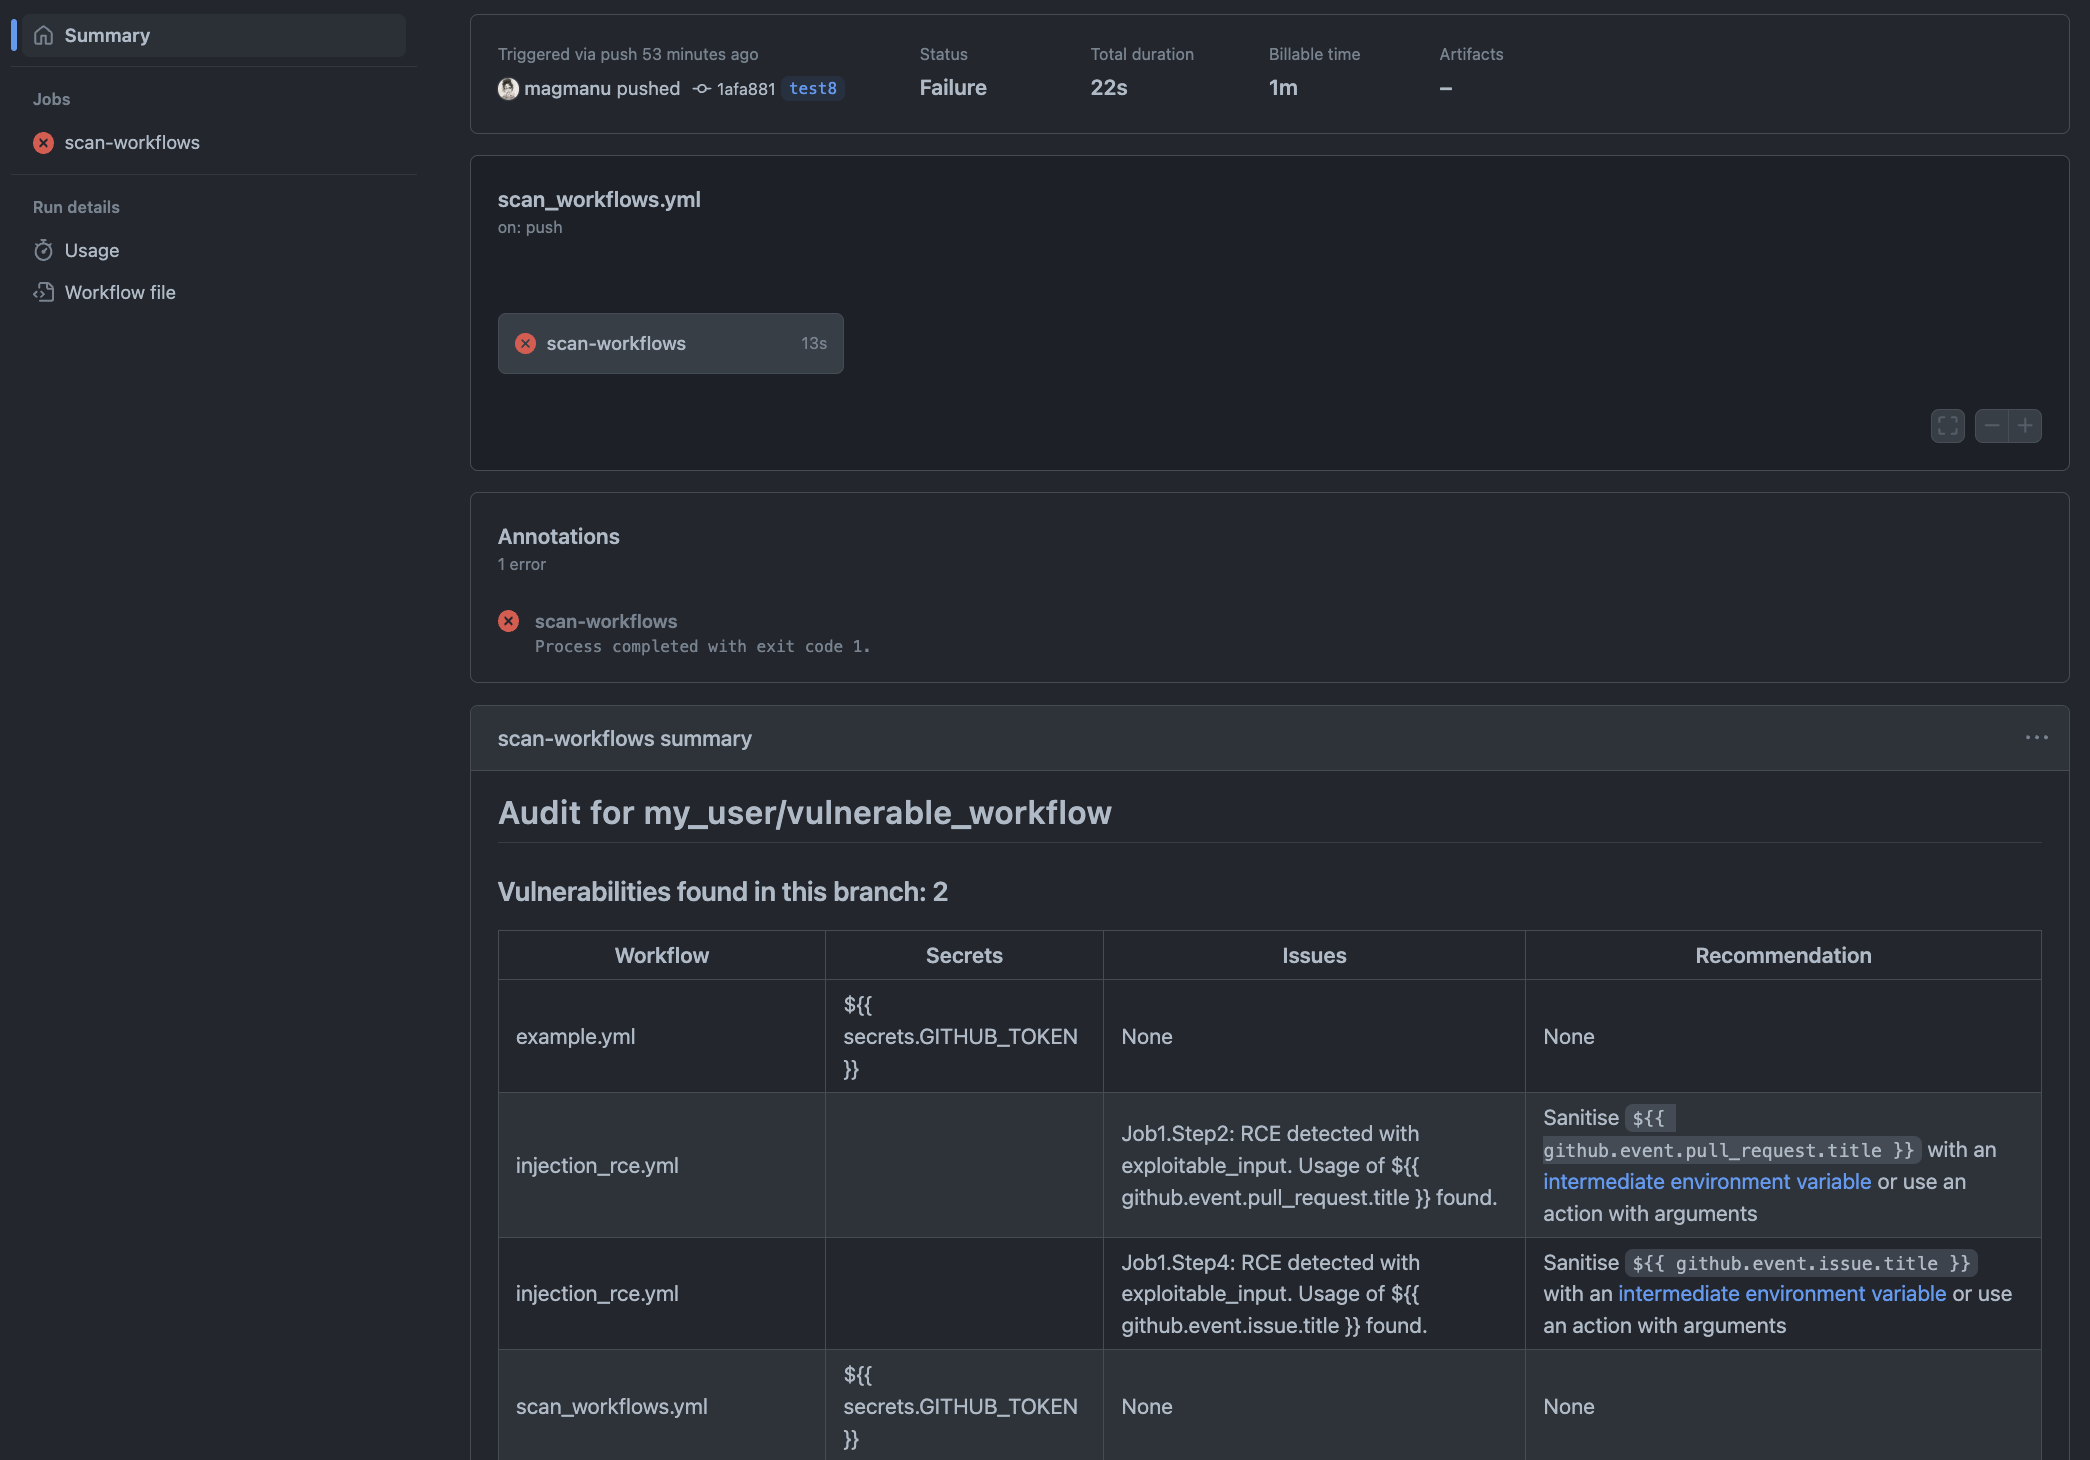 Summary
Jobs
scan-workflows
Run details
Usage
Workflow file
Triggered via push 53 minutes ago
magmanu pushed 1afa881 test8
Status
Failure
Total duration
22s
Billable time
1m
Artifacts
–
scan_workflows.yml
on: push
scan-workflows 13s
Annotations
1 error
scan-workflows
Process completed with exit code 1.
scan-workflows summary
Audit for my_user/vulnerable_workflow
Vulnerabilities found in this branch: 2
Workflow Secrets Issues Recommendation
example.yml
${{
secrets.GITHUB_TOKEN
}}
None
None
injection_rce.yml
Job1.Step2: RCE detected with
exploitable_input. Usage of ${{
github.event.pull_request.title }} found.
Sanitise ${{
github.event.pull_request.title }} with an
intermediate environment variable or use an
action with arguments
injection_rce.yml
Job1.Step4: RCE detected with
exploitable_input. Usage of ${{
github.event.issue.title }} found.
Sanitise ${{ github.event.issue.title }}
with an intermediate environment variable or use
an action with arguments
scan_workflows.yml
${{
secrets.GITHUB_TOKEN
}}
None
None